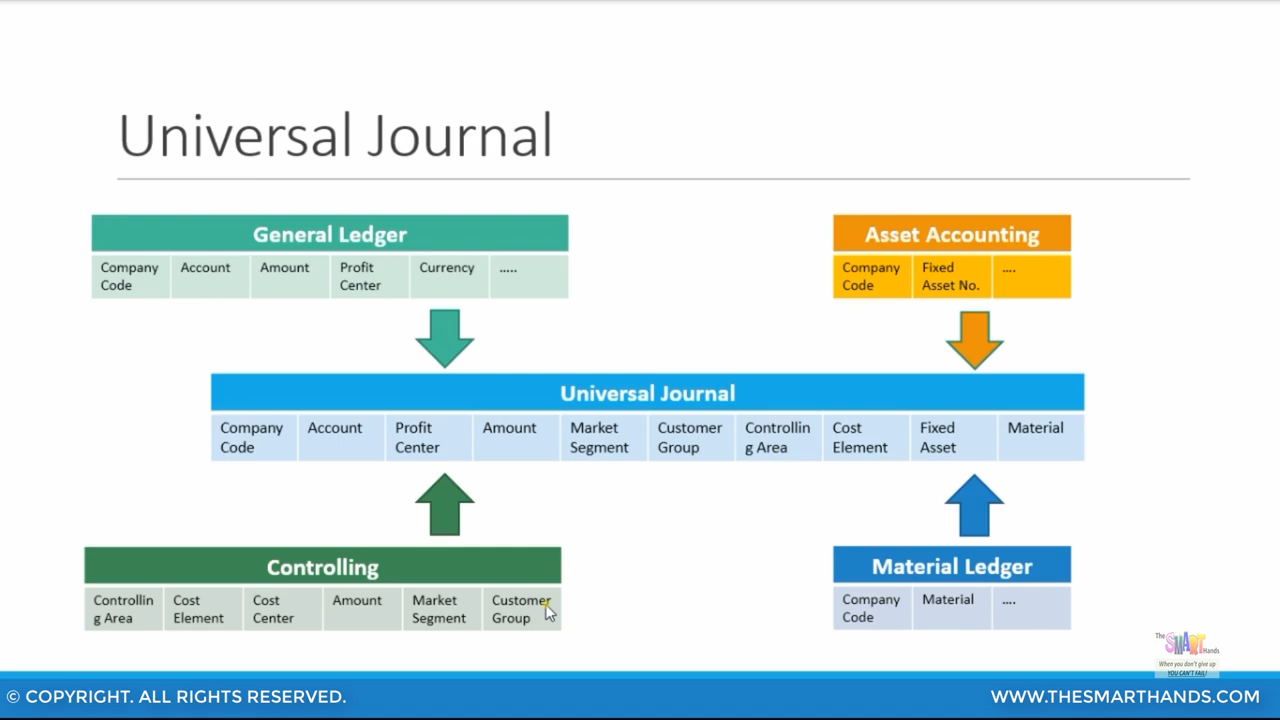 Universal Journal
General Ledger
Company Code
Account
Amount
Profit Center
Currency
.....
Asset Accounting
Company Code
Fixed Asset No.
....
Universal Journal
Company Code
Account
Profit Center
Amount
Market Segment
Customer Group
Controllin g Area
Cost Element
Fixed Asset
Material
Controlling
Controllin g Area
Cost Element
Cost Center
Amount
Market Segment
Customer Group
Material Ledger
Company Code
Material
....
The SMART Hands
When you don't give up
YOU CAN'T FAIL!
© COPYRIGHT. ALL RIGHTS RESERVED.
WWW.THESMARTHANDS.COM